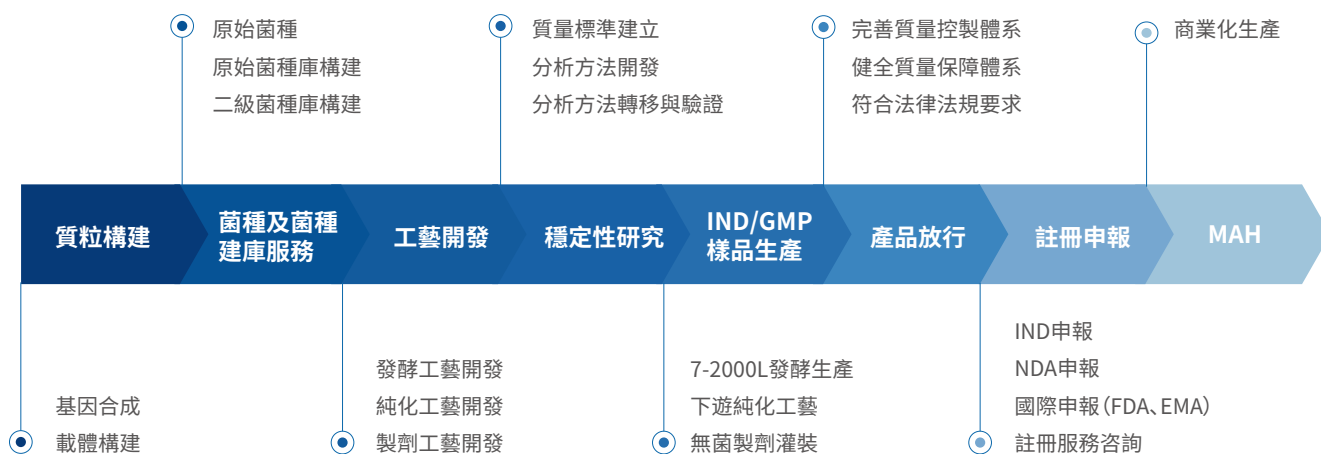 原始菌種
原始菌種庫構建
二級菌種庫構建
質量標準建立
分析方法開發
分析方法轉移與驗證
完善質量控製體系
健全質量保障體系
符合法律法規要求
商業化生產
質粒構建
菌種及菌種
建庫服務
工藝開發
穩定性研究
IND/GMP
樣品生產
產品放行
註冊申報
MAH
基因合成
載體構建
發酵工藝開發
純化工藝開發
製劑工藝開發
7-2000L發酵生產
下遊純化工藝
無菌製劑灌裝
IND申報
NDA申報
國際申報(FDA、EMA)
註冊服務咨詢